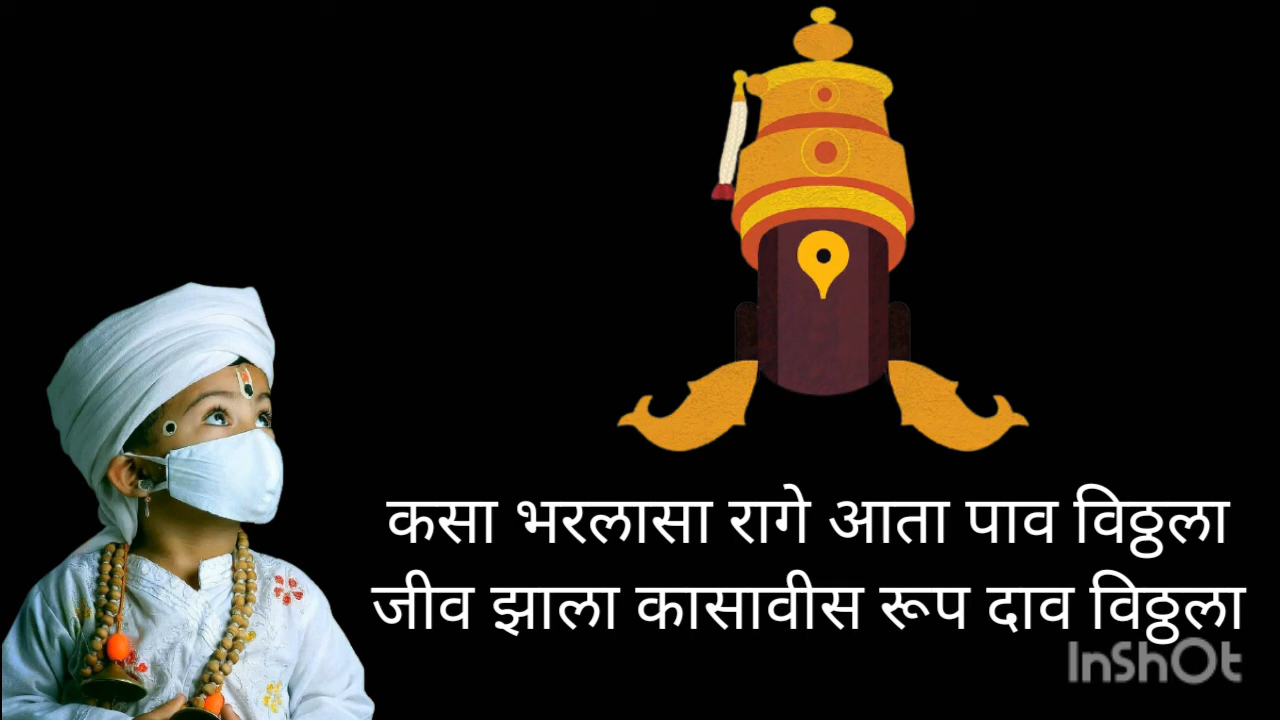 कसा भरलासा रागे आता पाव विठ्ठला
जीव झाला कासावीस रूप दाव विठ्ठला
InShOt